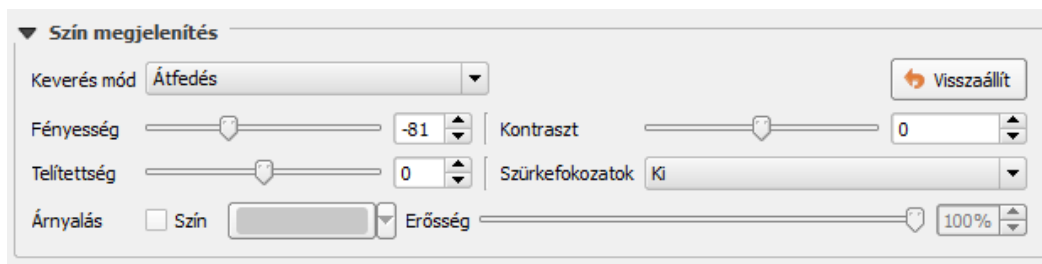 Szín megjelenítés
Keverés mód Átfedés Visszaállít
Fényesség -81 Kontraszt 0
Telítettség 0 Szürkefokozatok Ki
Árnyalás Szín Erősség 100%